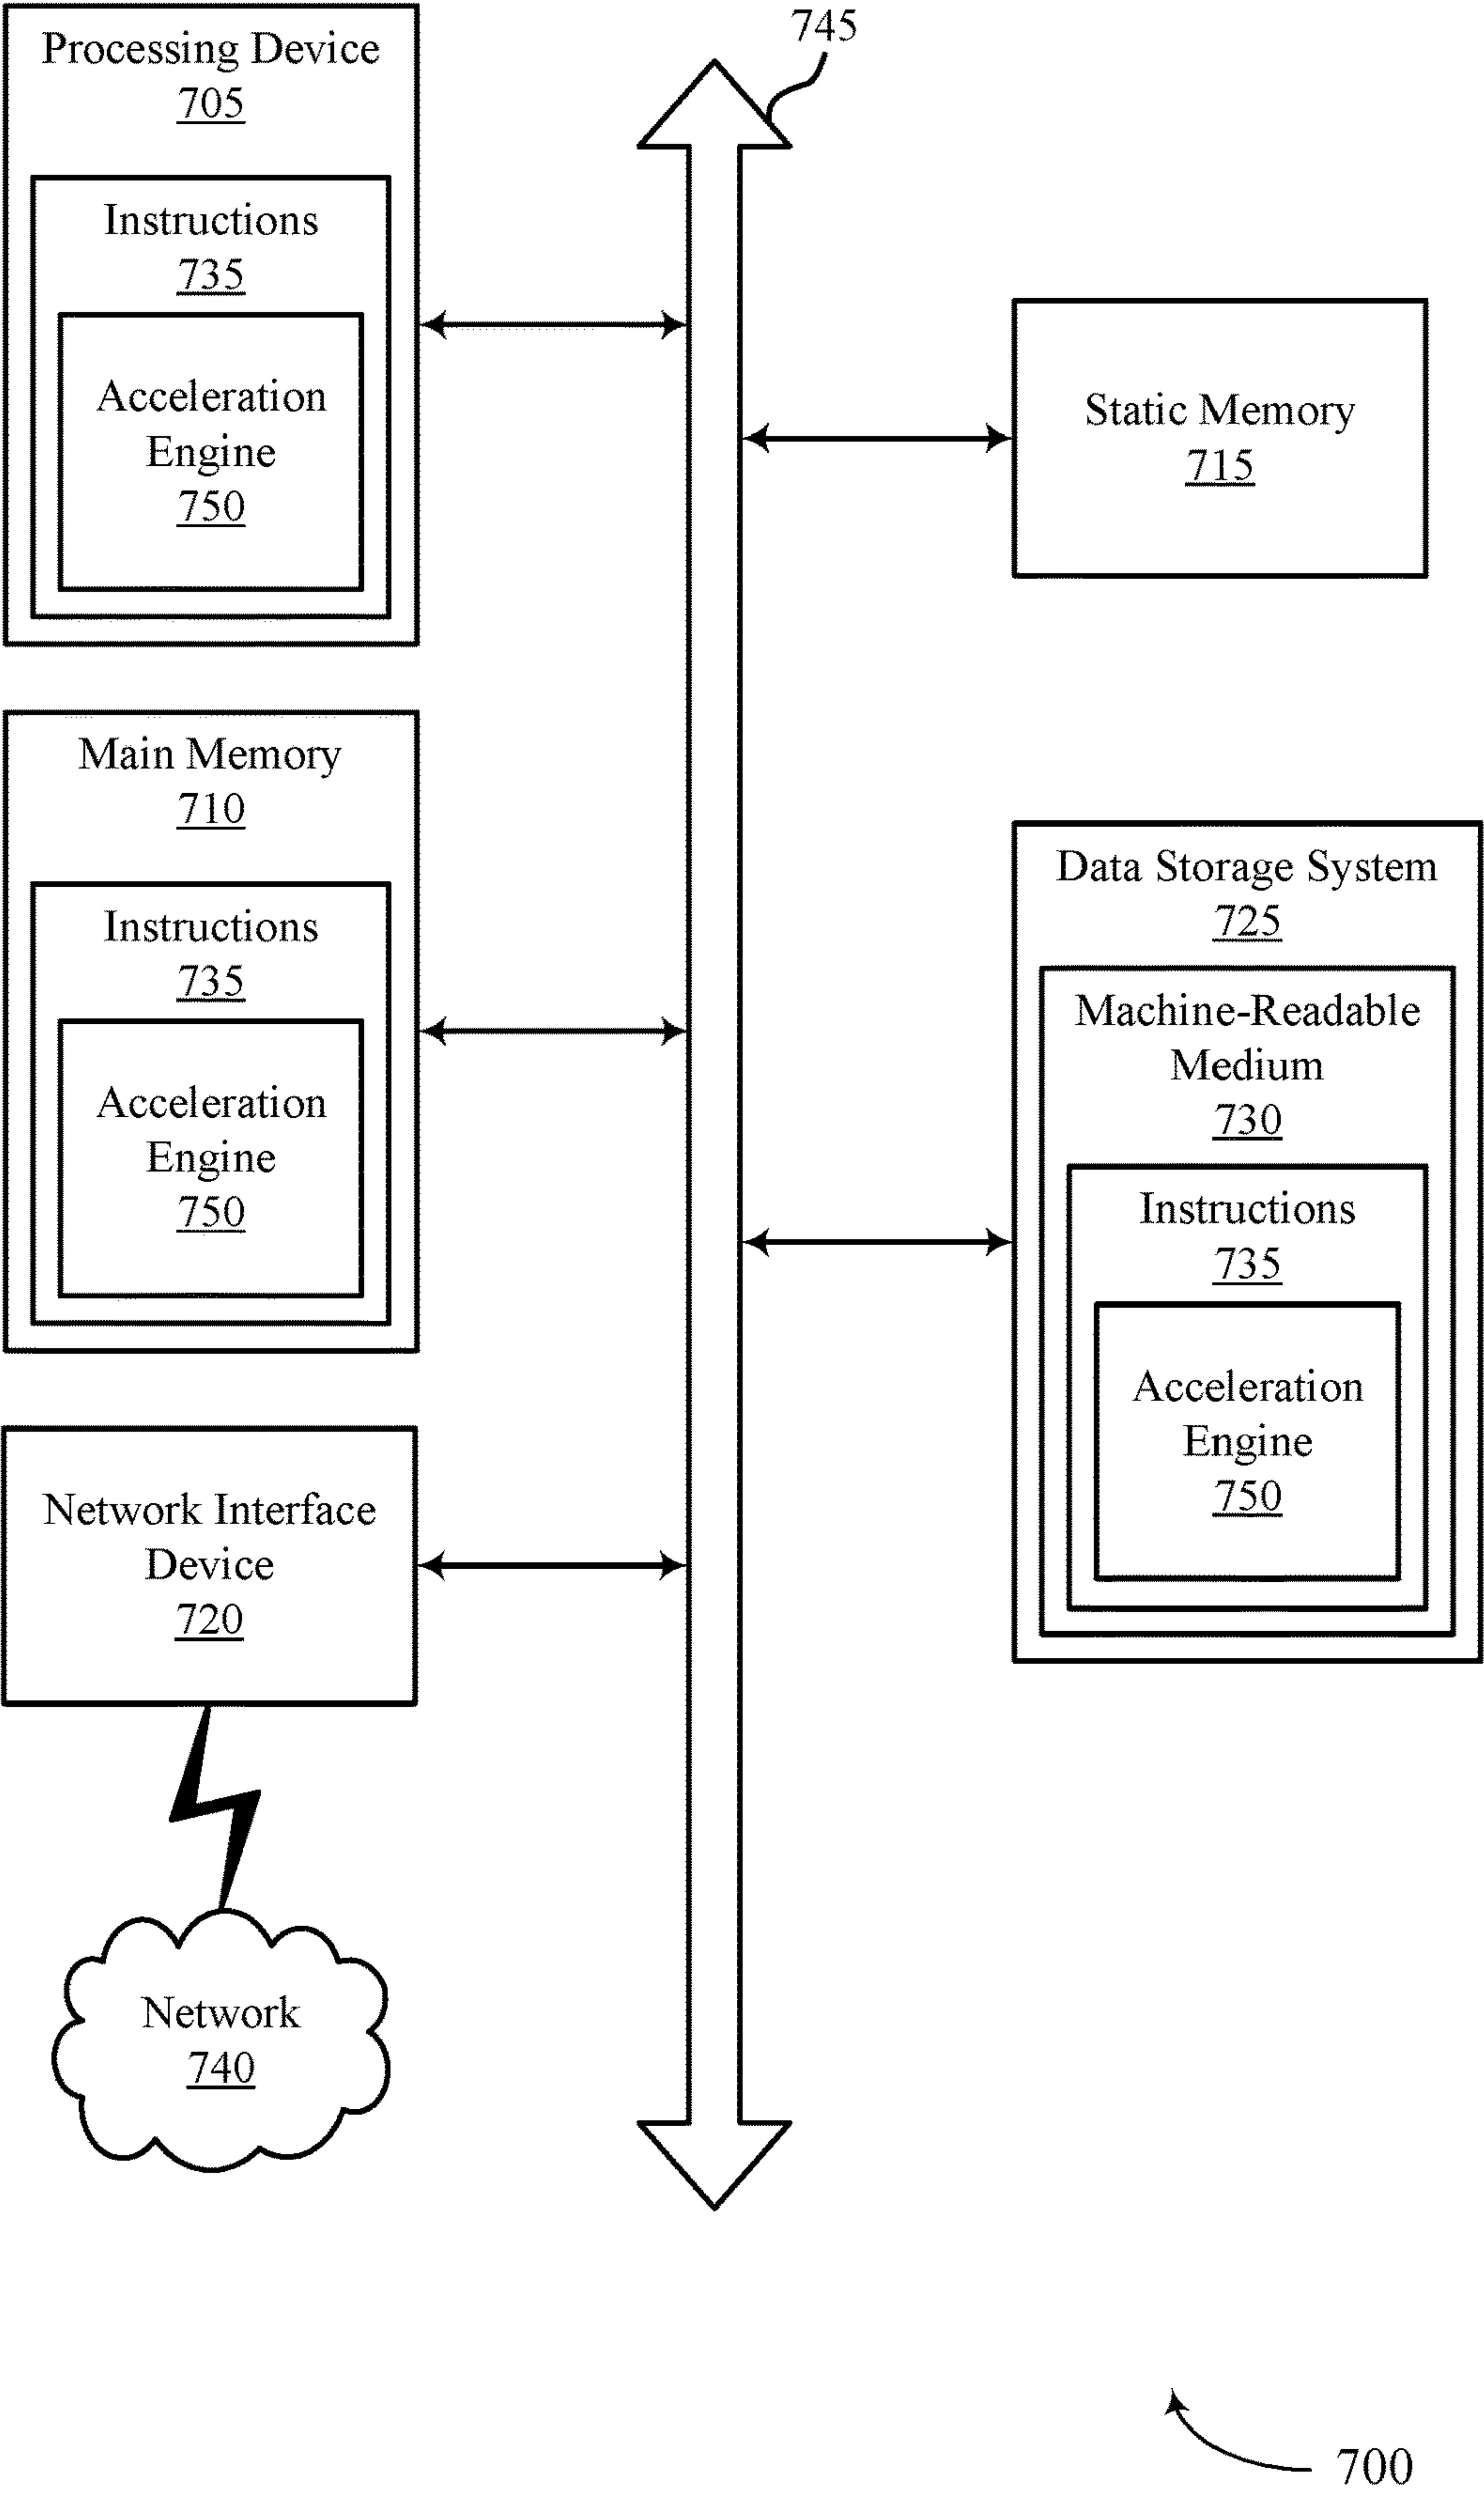 745
Processing Device
705
Instructions
735
Acceleration
Engine
750
Static Memory
715
Main Memory
710
Instructions
735
Acceleration
Engine
750
Data Storage System
725
Machine-Readable
Medium
730
Instructions
735
Acceleration
Engine
750
Network Interface
Device
720
Network
740
700